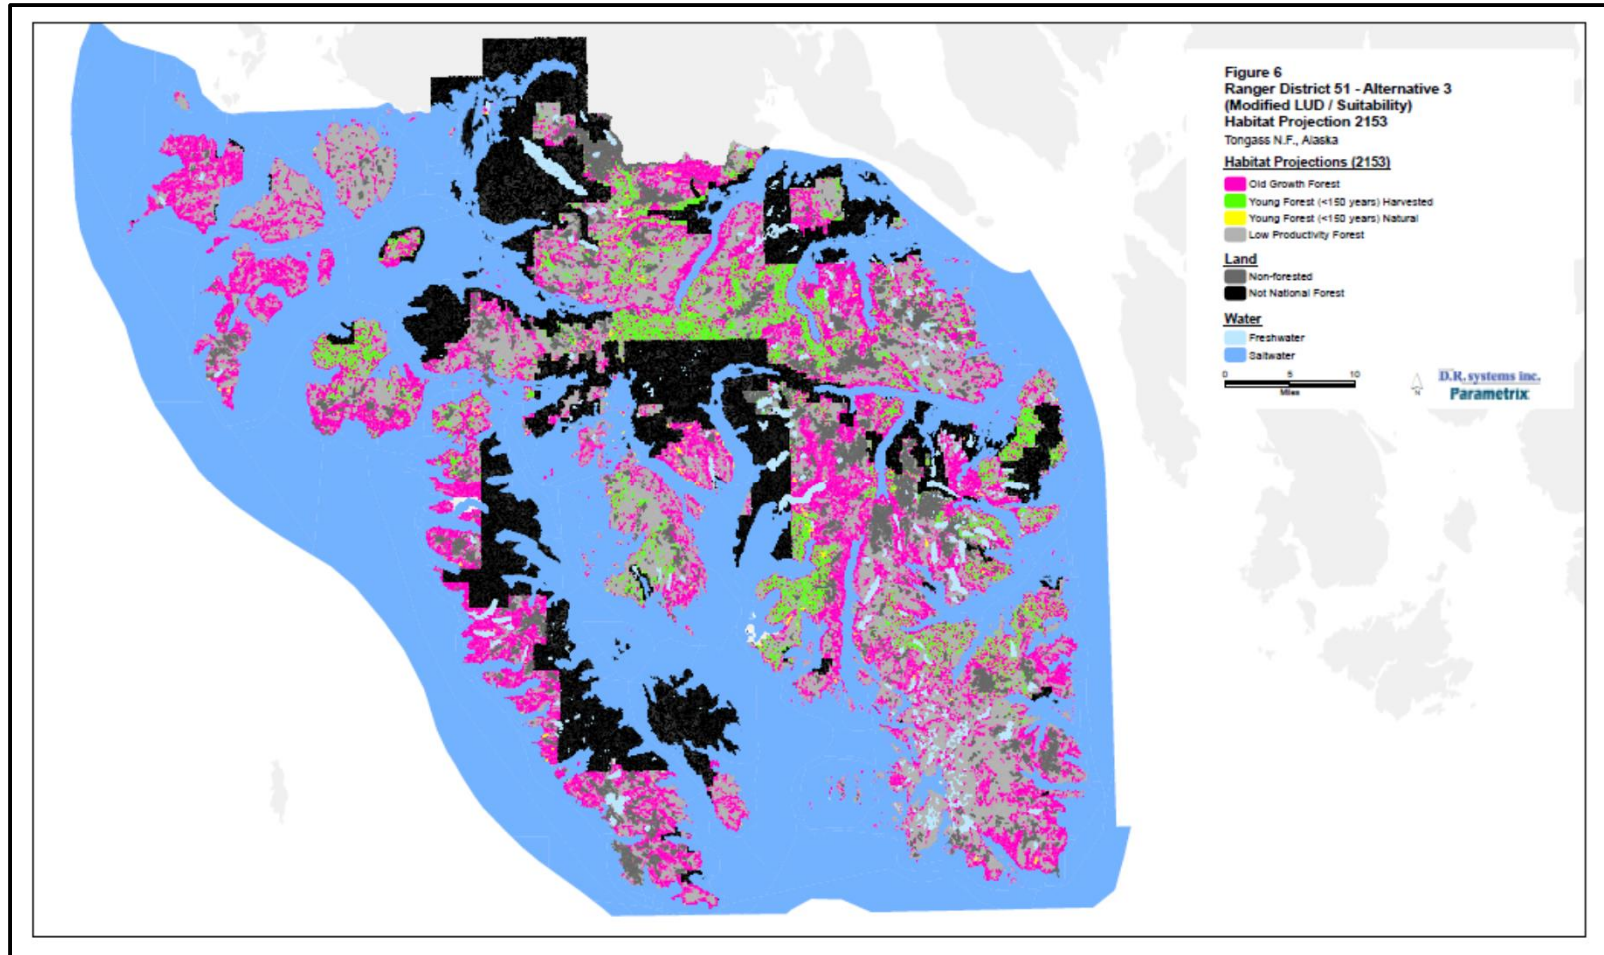 Figure 6
Ranger District 51 - Alternative 3
(Modified LUD / Suitability)
Habitat Projection 2153
Tongass N.F., Alaska
Habitat Projections (2153)
Old Growth Forest
Young Forest (<150 years) Harvested
Young Forest (<150 years) Natural
Low Productivity Forest
Land
Non-forested
Not National Forest
Water
Freshwater
Saltwater
0 5 10
Miles
N
D.R. systems inc.
Parametrix